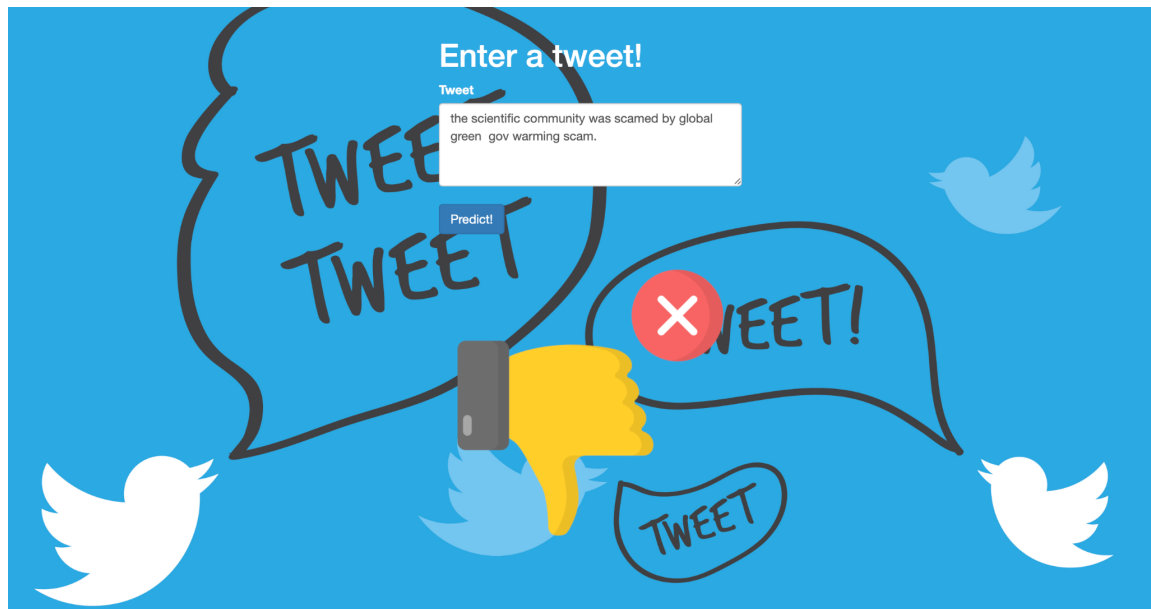 Enter a tweet!
Tweet
the scientific community was scamed by global
green  gov warming scam.
Predict!
TWEET
TWEET
TWEET!
TWEET